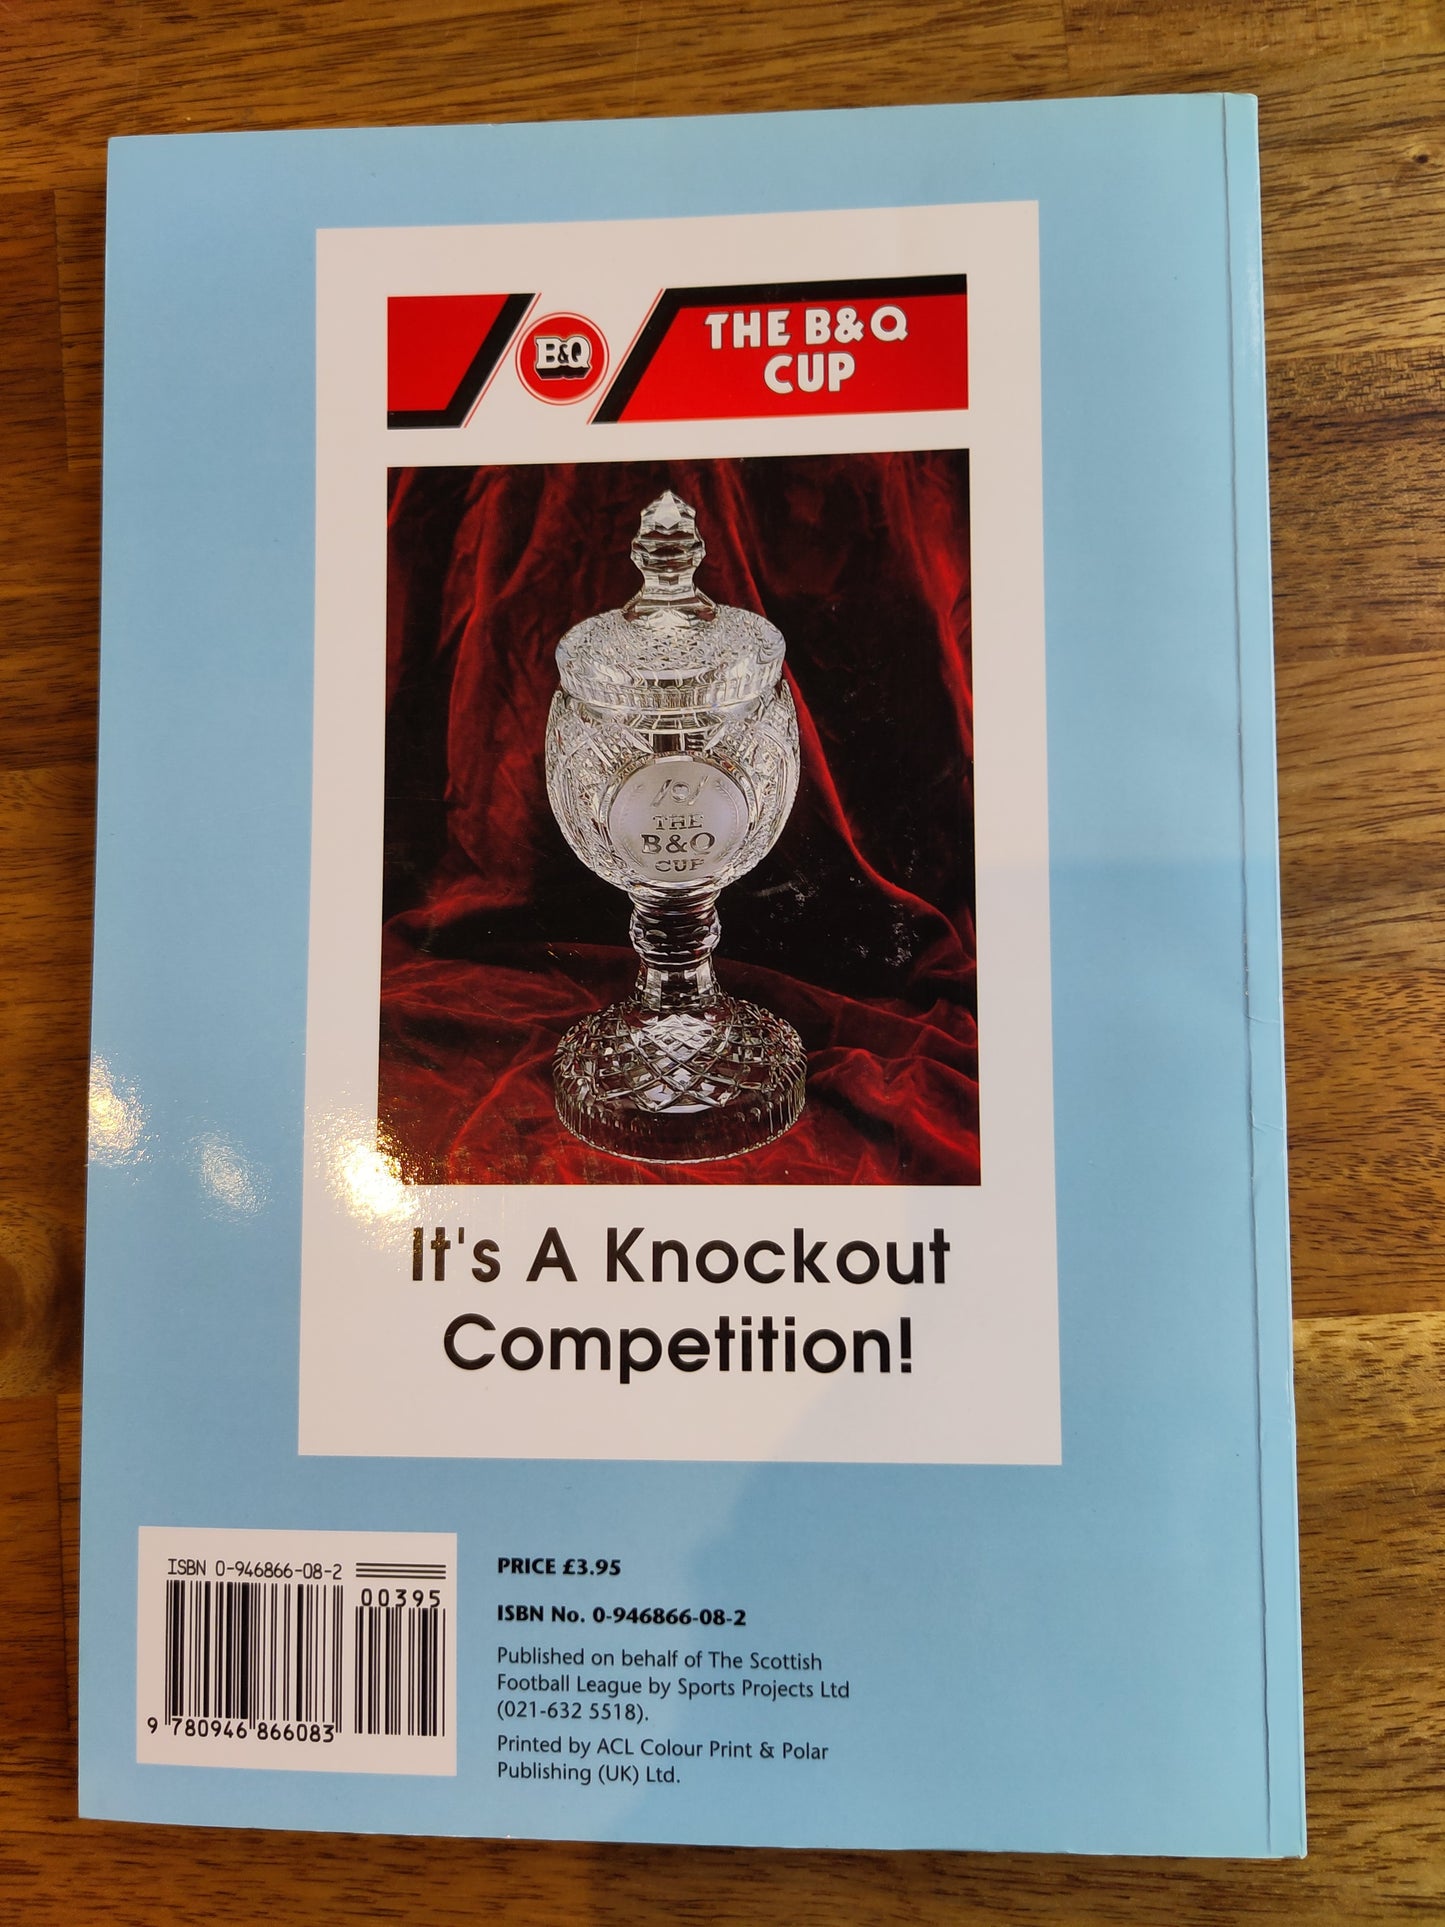 B&Q
THE B&Q
CUP
THE
B&Q
CUP
It's A Knockout
Competition!
ISBN 0-946866-08-2
00395
9 780946 866083
PRICE £3.95
ISBN No. 0-946866-08-2
Published on behalf of The Scottish
Football League by Sports Projects Ltd
(021-632 5518).
Printed by ACL Colour Print & Polar
Publishing (UK) Ltd.